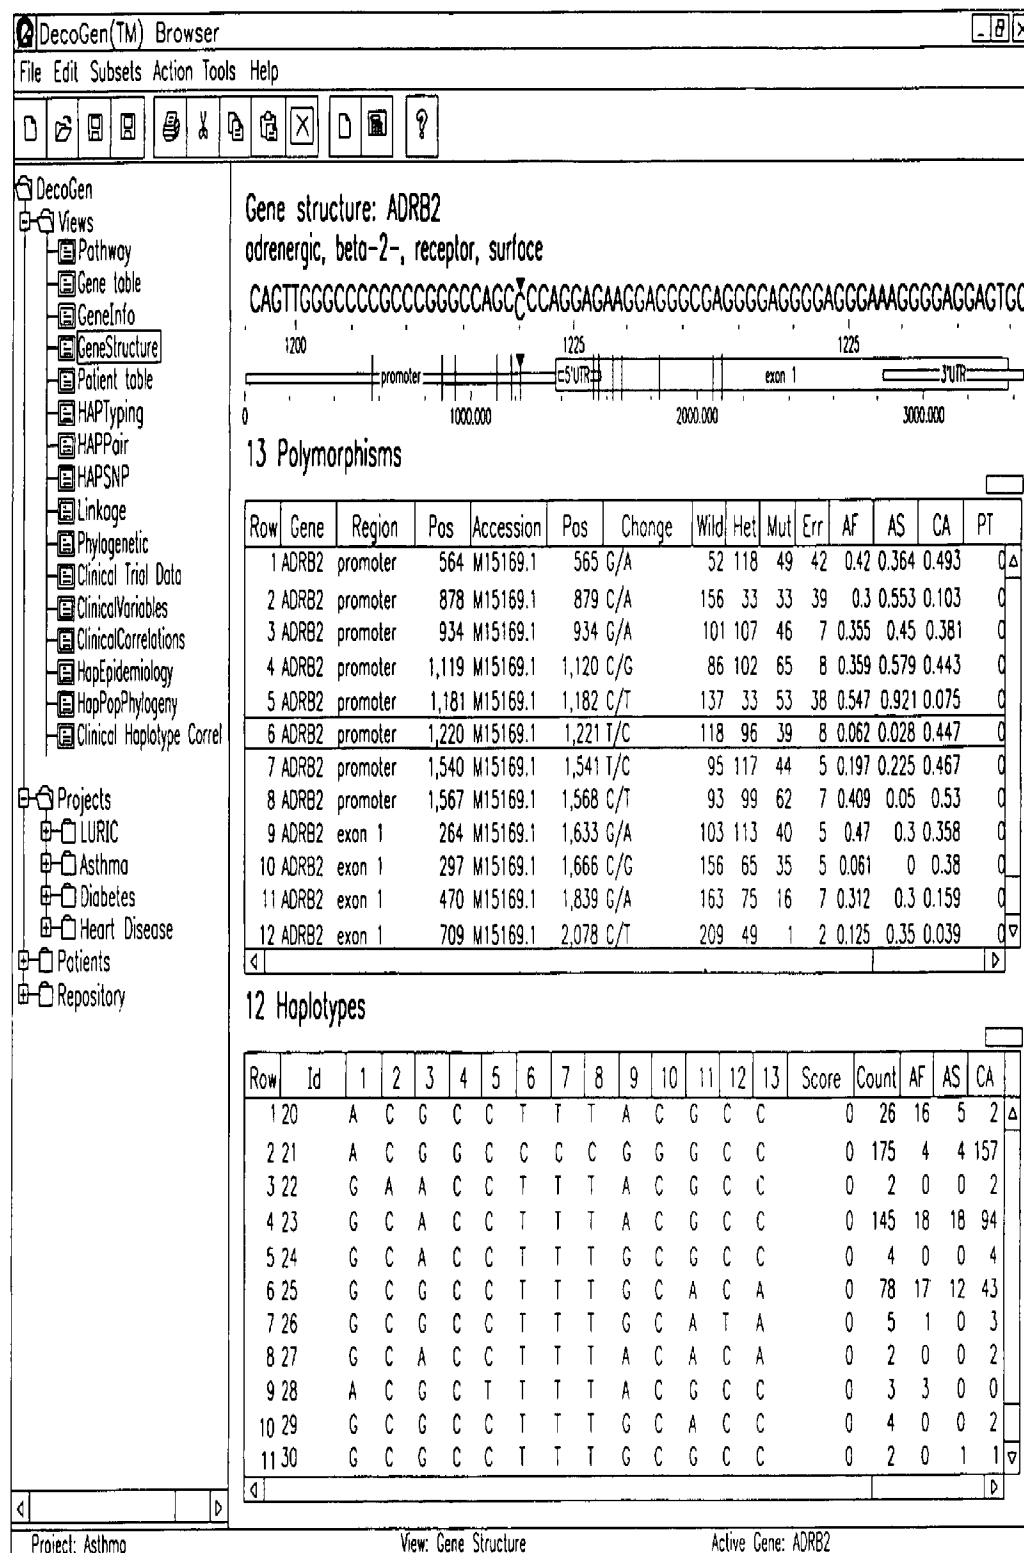 DecoGen(TM) Browser
File Edit Subsets Action Tools Help
DecoGen
Views
Pathway
Gene table
GeneInfo
GeneStructure
Patient table
HAPTyping
HAPPair
HAPSNP
Linkage
Phylogenetic
Clinical Trial Data
ClinicalVariables
ClinicalCorrelations
HapEpidemiology
HapPopPhylogeny
Clinical Haplotype Correl
Projects
LURIC
Asthma
Diabetes
Heart Disease
Patients
Repository
Gene structure: ADRB2
adrenergic, beta-2-, receptor, surface
CAGTTGGGCCCCGCCCGGGCCAGCCCCAGGAGAAGGAGGGCGAGGGGAGGGGAGGGAAAGGGGAGGAGTGC
1200 1225 1225
promoter 5'UTR exon 1 3'UTR
0 1000.000 2000.000 3000.000
13 Polymorphisms
Row Gene Region Pos Accession Pos Change Wild Het Mut Err AF AS CA PT
1 ADRB2 promoter 564 M15169.1 565 G/A 52 118 49 42 0.42 0.364 0.493 0
2 ADRB2 promoter 878 M15169.1 879 C/A 156 33 33 39 0.3 0.553 0.103 0
3 ADRB2 promoter 934 M15169.1 934 G/A 101 107 46 7 0.355 0.45 0.381 0
4 ADRB2 promoter 1,119 M15169.1 1,120 C/G 86 102 65 8 0.359 0.579 0.443 0
5 ADRB2 promoter 1,181 M15169.1 1,182 C/T 137 33 53 38 0.547 0.921 0.075 0
6 ADRB2 promoter 1,220 M15169.1 1,221 T/C 118 96 39 8 0.062 0.028 0.447 0
7 ADRB2 promoter 1,540 M15169.1 1,541 T/C 95 117 44 5 0.197 0.225 0.467 0
8 ADRB2 promoter 1,567 M15169.1 1,568 C/T 93 99 62 7 0.409 0.05 0.53 0
9 ADRB2 exon 1 264 M15169.1 1,633 G/A 103 113 40 5 0.47 0.3 0.358 0
10 ADRB2 exon 1 297 M15169.1 1,666 C/G 156 65 35 5 0.061 0 0.38 0
11 ADRB2 exon 1 470 M15169.1 1,839 G/A 163 75 16 7 0.312 0.3 0.159 0
12 ADRB2 exon 1 709 M15169.1 2,078 C/T 209 49 1 2 0.125 0.35 0.039 0
12 Haplotypes
Row Id 1 2 3 4 5 6 7 8 9 10 11 12 13 Score Count AF AS CA
1 20 A C G C C T T T A C G C C 0 26 16 5 2
2 21 A C G G C C C C G G G C C 0 175 4 4 157
3 22 G A A C C T T T A C G C C 0 2 0 0 2
4 23 G C A C C T T T A C G C C 0 145 18 18 94
5 24 G C A C C T T T G C G C C 0 4 0 0 4
6 25 G C G C C T T T G C A C A 0 78 17 12 43
7 26 G C G C C T T T G C A T A 0 5 1 0 3
8 27 G C A C C T T T A C A C A 0 2 0 0 2
9 28 A C G C T T T T A C G C C 0 3 3 0 0
10 29 G C G C C T T T G C A C C 0 4 0 0 2
11 30 G C G C C T T T G C G C C 0 2 0 1 1
Project: Asthma View: Gene Structure Active Gene: ADRB2